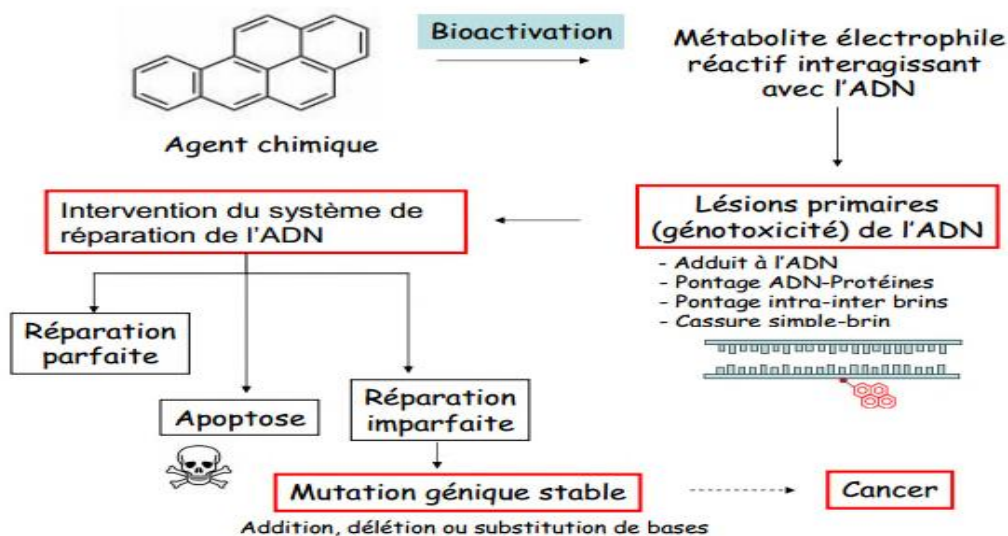 Bioactivation
Métabolite électrophile
réactif interagissant
avec l'ADN
Agent chimique
Lésions primaires
(génotoxicité) de l'ADN
- Adduit à l'ADN
- Pontage ADN-Protéines
- Pontage intra-inter brins
- Cassure simple-brin
Intervention du système de
réparation de l'ADN
Réparation
parfaite
Apoptose
Réparation
imparfaite
Mutation génique stable
Addition, délétion ou substitution de bases
Cancer